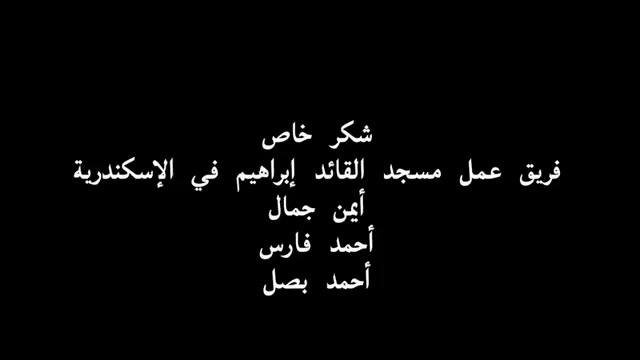 شكر خاص
فريق عمل مسجد القائد إبراهيم في الإسكندرية
أيمن جمال
أحمد فارس
أحمد بصل